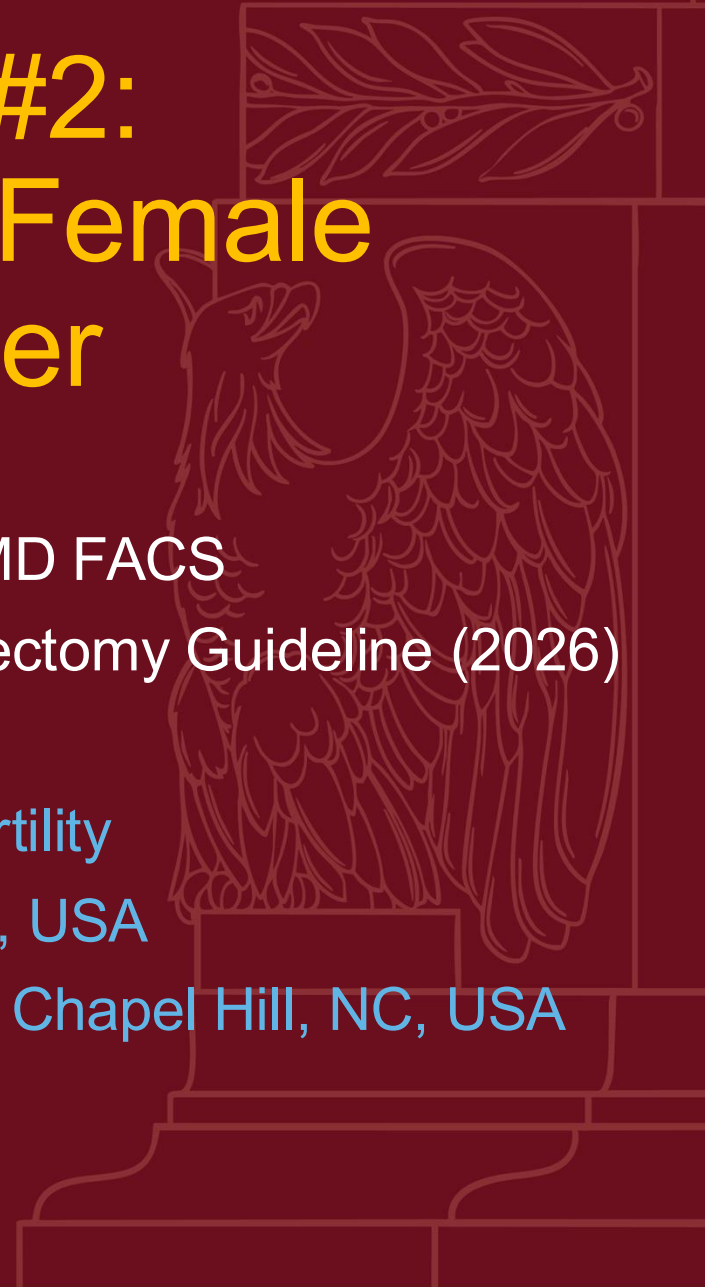 #2:
Female
er
MD FACS
ectomy Guideline (2026)
rtility
, USA
Chapel Hill, NC, USA